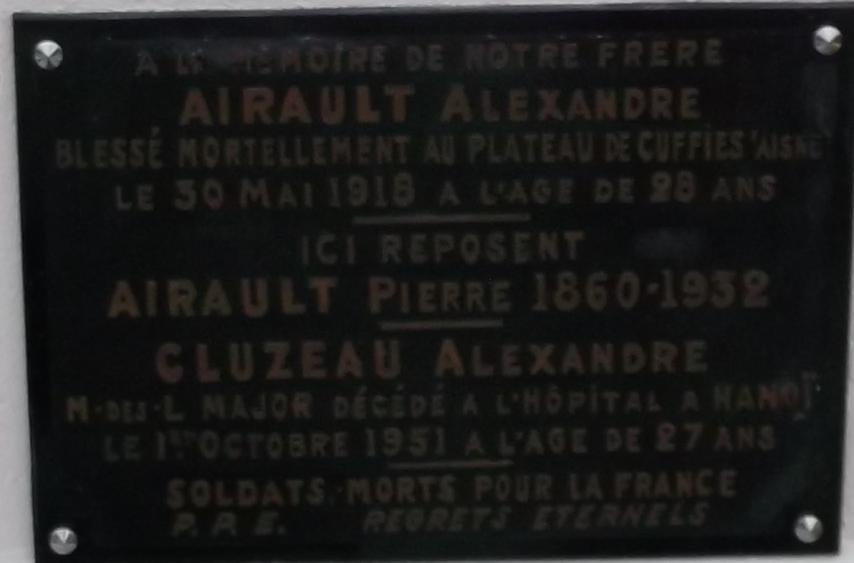 A LA MEMOIRE DE NOTRE FRERE
AIRAULT ALEXANDRE
BLESSÉ MORTELLEMENT AU PLATEAU DE CUFFIES (AISNE)
LE 30 MAI 1918 A L'AGE DE 28 ANS
ICI REPOSENT
AIRAULT PIERRE 1860-1932
CLUZEAU ALEXANDRE
M·DES·L MAJOR DÉCÉDÉ A L'HÔPITAL A HANOÏ
LE 1ER OCTOBRE 1951 A L'AGE DE 27 ANS
SOLDATS·MORTS POUR LA FRANCE
P. P. E. REGRETS ETERNELS